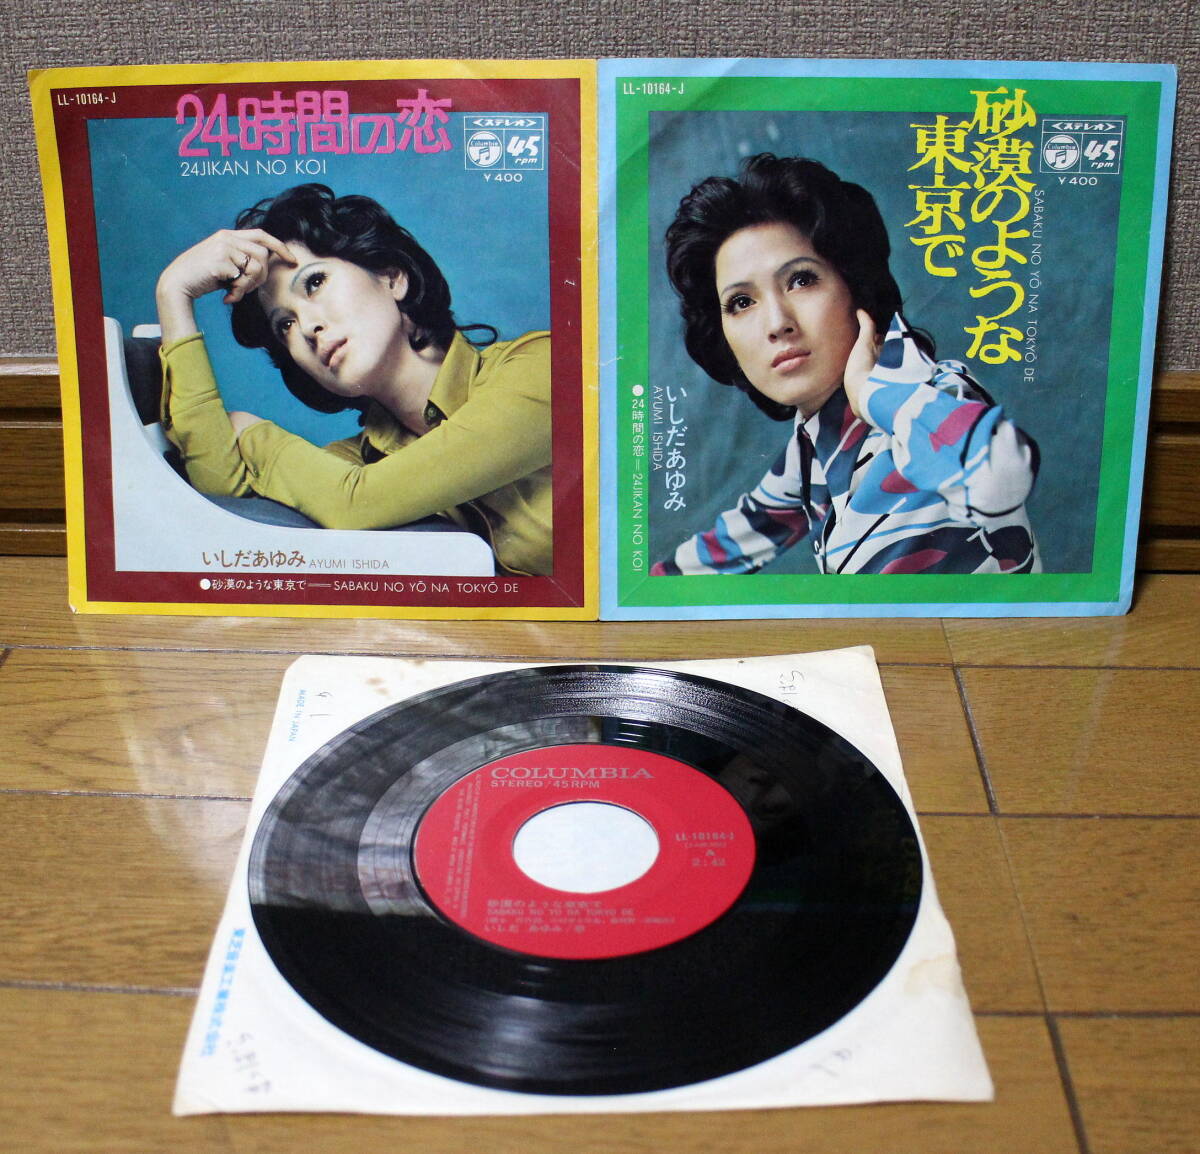 LL-10164-J
24時間の恋
24JIKAN NO KOI
<ステレオ>
Columbia
45 rpm
￥400
いしだあゆみ AYUMI ISHIDA
●砂漠のような東京で══SABAKU NO YŌ NA TOKYŌ DE
LL-10164-J
砂漠のような
東京で
SABAKU NO YŌ NA TOKYŌ DE
<ステレオ>
Columbia
45 rpm
￥400
いしだあゆみ
AYUMI ISHIDA
●24時間の恋＝24JIKAN NO KOI
MADE IN JAPAN
COLUMBIA
STEREO/45RPM
LL-10164-J
A
2:42
砂漠のような東京で
SABAKU NO YO NA TOKYO DE
いしだ あゆみ/歌